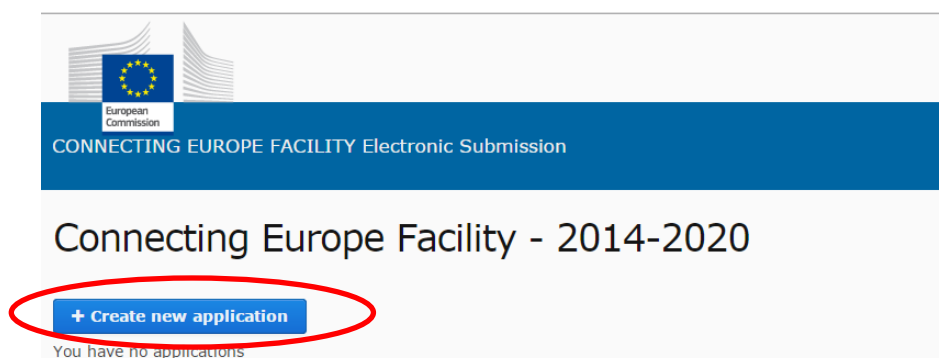 European
Commission
CONNECTING EUROPE FACILITY Electronic Submission
Connecting Europe Facility - 2014-2020
+ Create new application
You have no applications